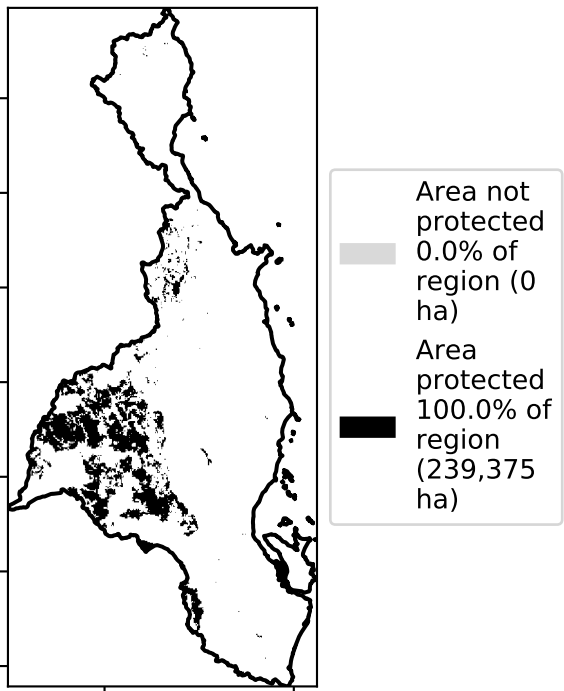 Area not
protected
0.0% of
region (0
ha)
Area
protected
100.0% of
region
(239,375
ha)